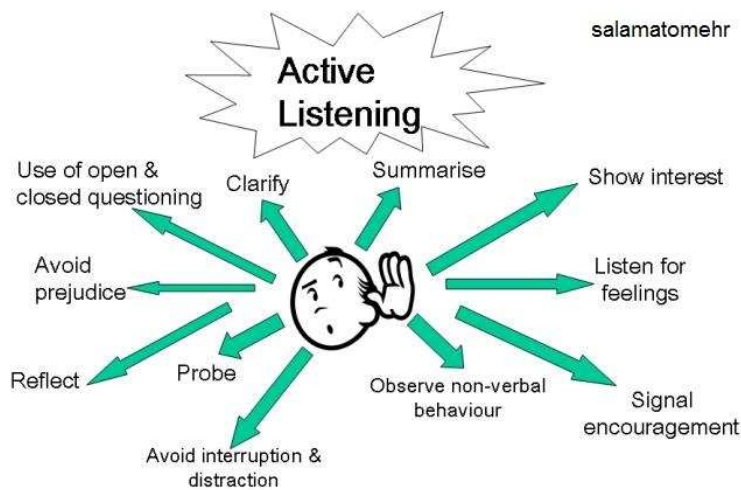 salamatomehr
Active
Listening
Use of open &
closed questioning
Clarify
Summarise
Show interest
Avoid
prejudice
Listen for
feelings
Reflect
Probe
Observe non-verbal
behaviour
Signal
encouragement
Avoid interruption &
distraction